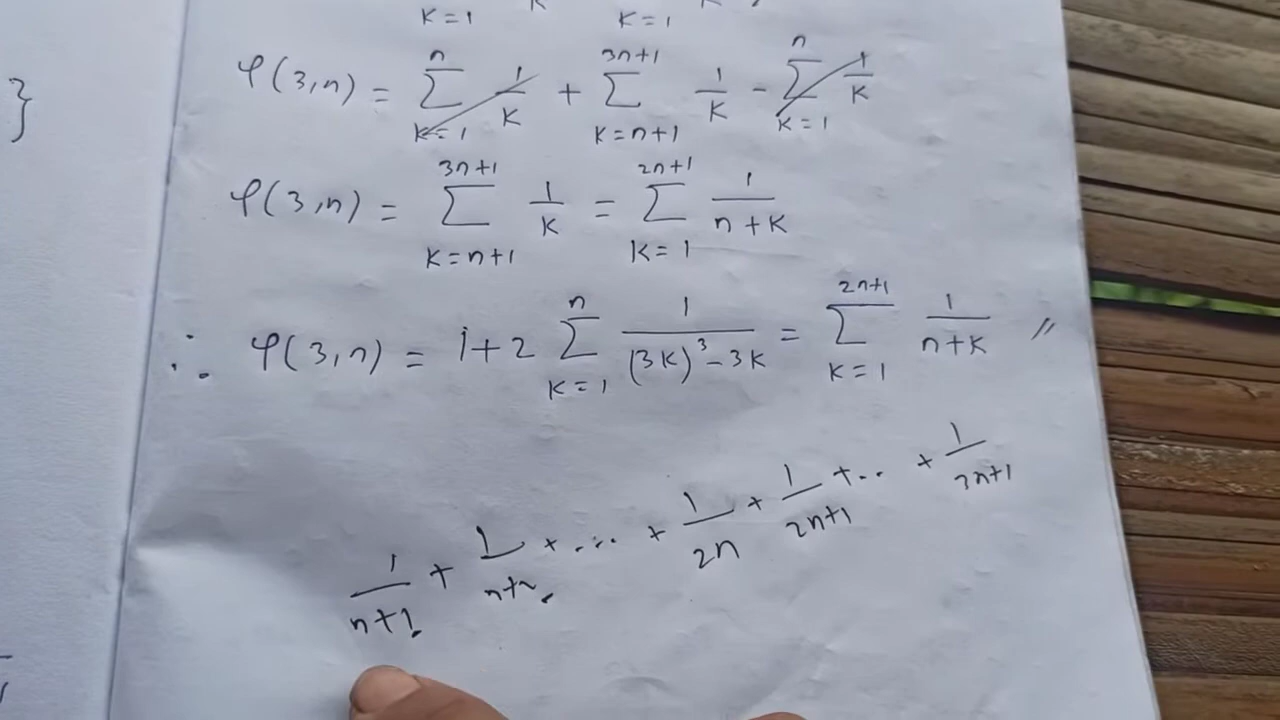 K=1 K K=1 K ,
}
φ(3,n) = Σ_{K=1}^{n} 1/K + Σ_{K=n+1}^{3n+1} 1/K - Σ_{K=1}^{n} 1/K
φ(3,n) = Σ_{K=n+1}^{3n+1} 1/K = Σ_{K=1}^{2n+1} 1/(n+K)
∴ φ(3,n) = 1+2 Σ_{K=1}^{n} 1/((3K)^3-3K) = Σ_{K=1}^{2n+1} 1/(n+K) //
1/(n+1) + 1/(n+2) + ... + 1/(2n) + 1/(2n+1) + .. + 1/(3n+1)